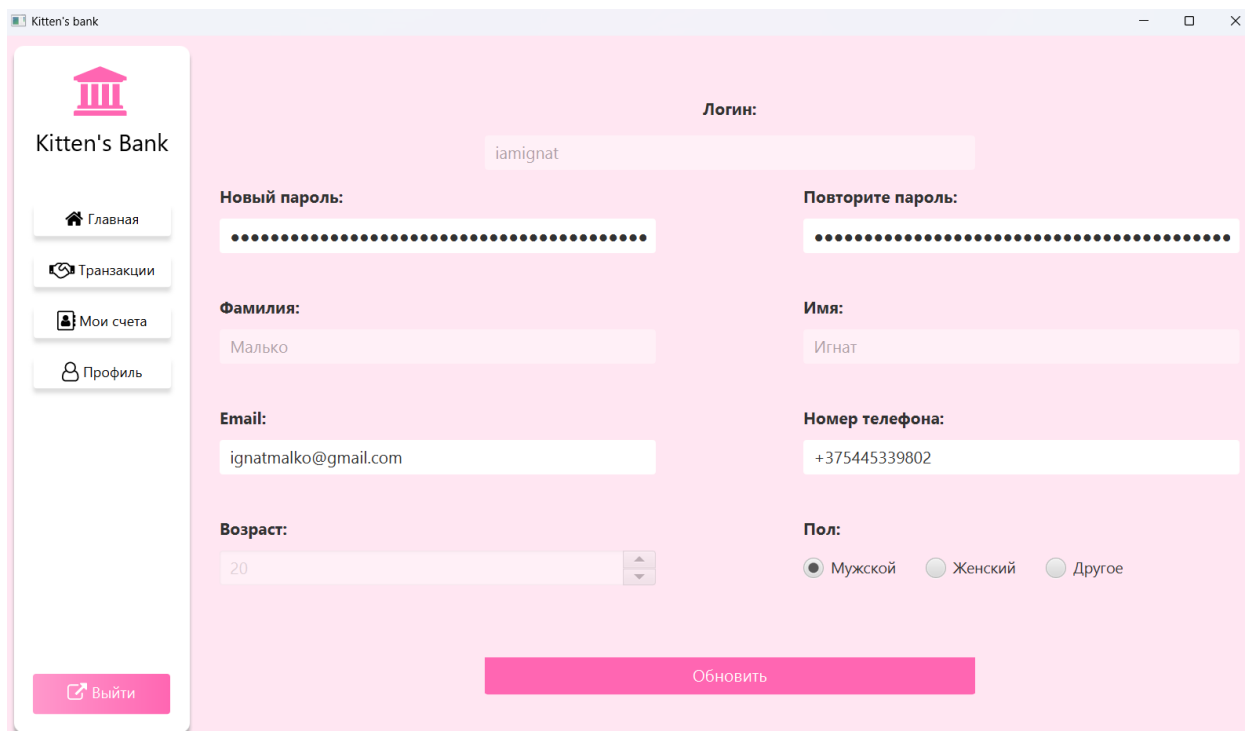 Kitten's bank
Kitten's Bank
Главная
Транзакции
Мои счета
Профиль
Выйти
Логин:
iamignat
Новый пароль:
Повторите пароль:
●●●●●●●●●●●●●●●●●●●●●●●●●●●●●●●●●●●●●●●●●●
●●●●●●●●●●●●●●●●●●●●●●●●●●●●●●●●●●●●●●●●●●
Фамилия:
Имя:
Малько
Игнат
Email:
Номер телефона:
ignatmalko@gmail.com
+375445339802
Возраст:
Пол:
20
Мужской
Женский
Другое
Обновить